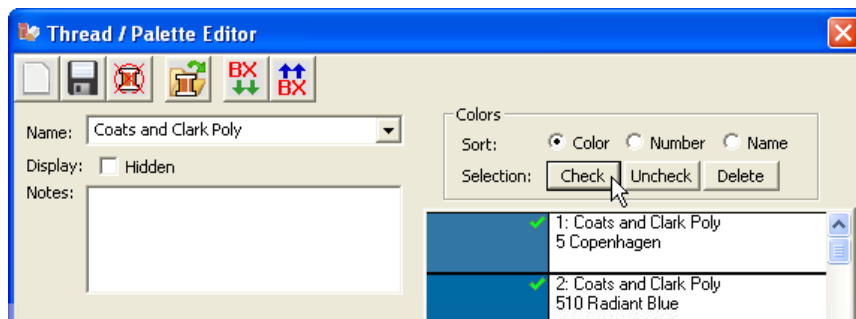 Thread / Palette Editor
BX
BX
Name: Coats and Clark Poly
Display: Hidden
Notes:
Colors
Sort: Color Number Name
Selection: Check Uncheck Delete
1: Coats and Clark Poly
5 Copenhagen
2: Coats and Clark Poly
510 Radiant Blue